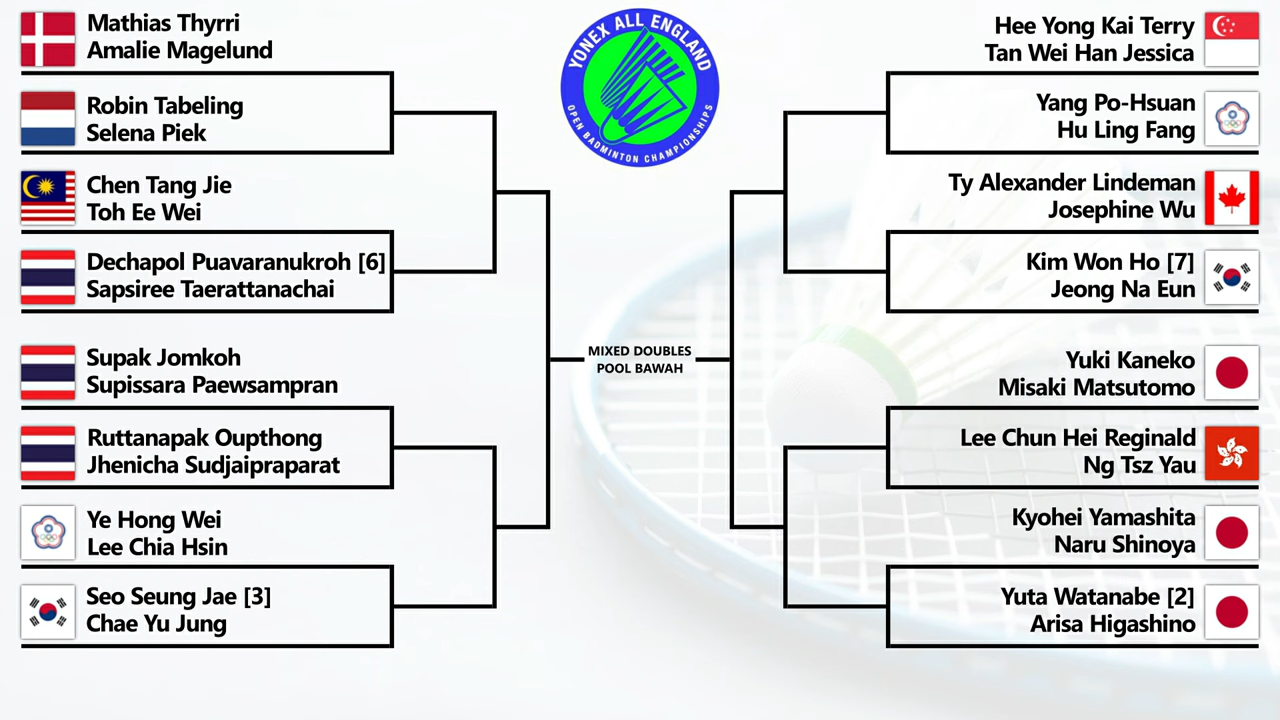 Mathias Thyrri
Amalie Magelund
Robin Tabeling
Selena Piek
Chen Tang Jie
Toh Ee Wei
Dechapol Puavaranukroh [6]
Sapsiree Taerattanachai
Supak Jomkoh
Supissara Paewsampran
Ruttanapak Oupthong
Jhenicha Sudjaipraparat
Ye Hong Wei
Lee Chia Hsin
Seo Seung Jae [3]
Chae Yu Jung
YONEX ALL ENGLAND
OPEN BADMINTON CHAMPIONSHIPS
MIXED DOUBLES
POOL BAWAH
Hee Yong Kai Terry
Tan Wei Han Jessica
Yang Po-Hsuan
Hu Ling Fang
Ty Alexander Lindeman
Josephine Wu
Kim Won Ho [7]
Jeong Na Eun
Yuki Kaneko
Misaki Matsutomo
Lee Chun Hei Reginald
Ng Tsz Yau
Kyohei Yamashita
Naru Shinoya
Yuta Watanabe [2]
Arisa Higashino